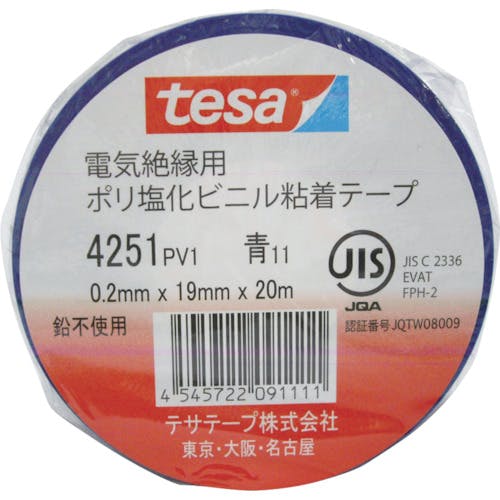 tesa®
電気絶縁用
ポリ塩化ビニル粘着テープ
4251 PV1 青11
0.2mm x 19mm x 20m
鉛不使用
JIS
JQA
JIS C 2336
EVAT
FPH-2
認証番号JQTW08009
4 545722 091111
テサテープ株式会社
東京・大阪・名古屋